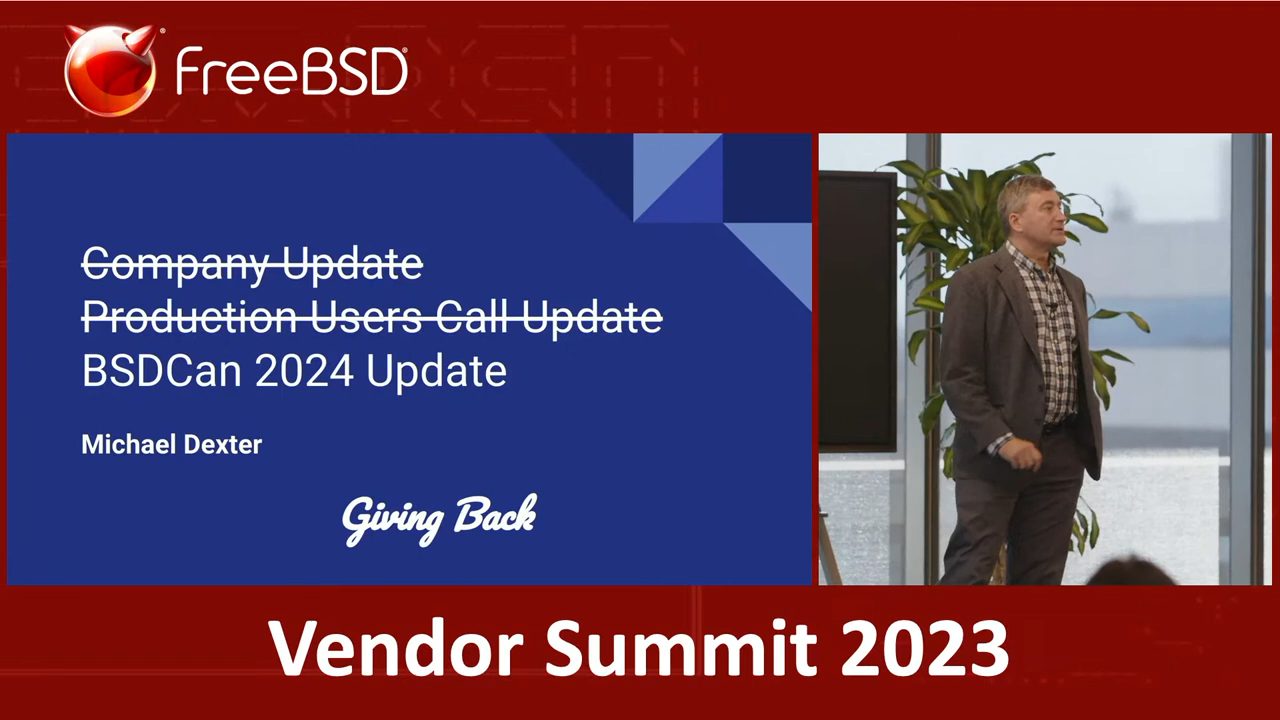 FreeBSD®
Company Update
Production Users Call Update
BSDCan 2024 Update
Michael Dexter
Giving Back
Vendor Summit 2023